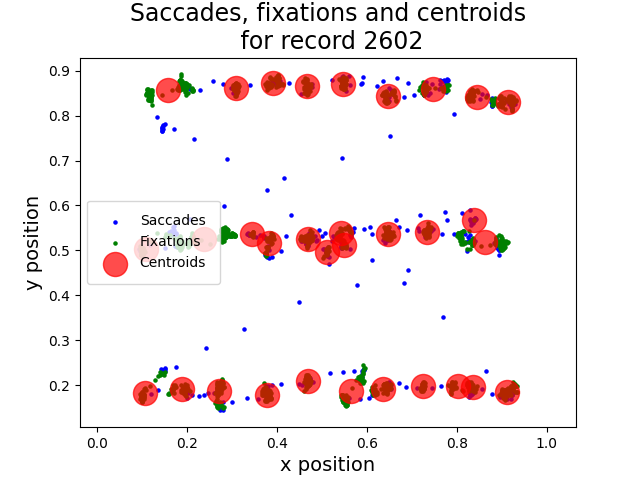 Saccades, fixations and centroids
for record 2602
0.9
0.8
0.7
0.6
0.5
0.4
0.3
0.2
y position
Saccades
Fixations
Centroids
0.0 0.2 0.4 0.6 0.8 1.0
x position